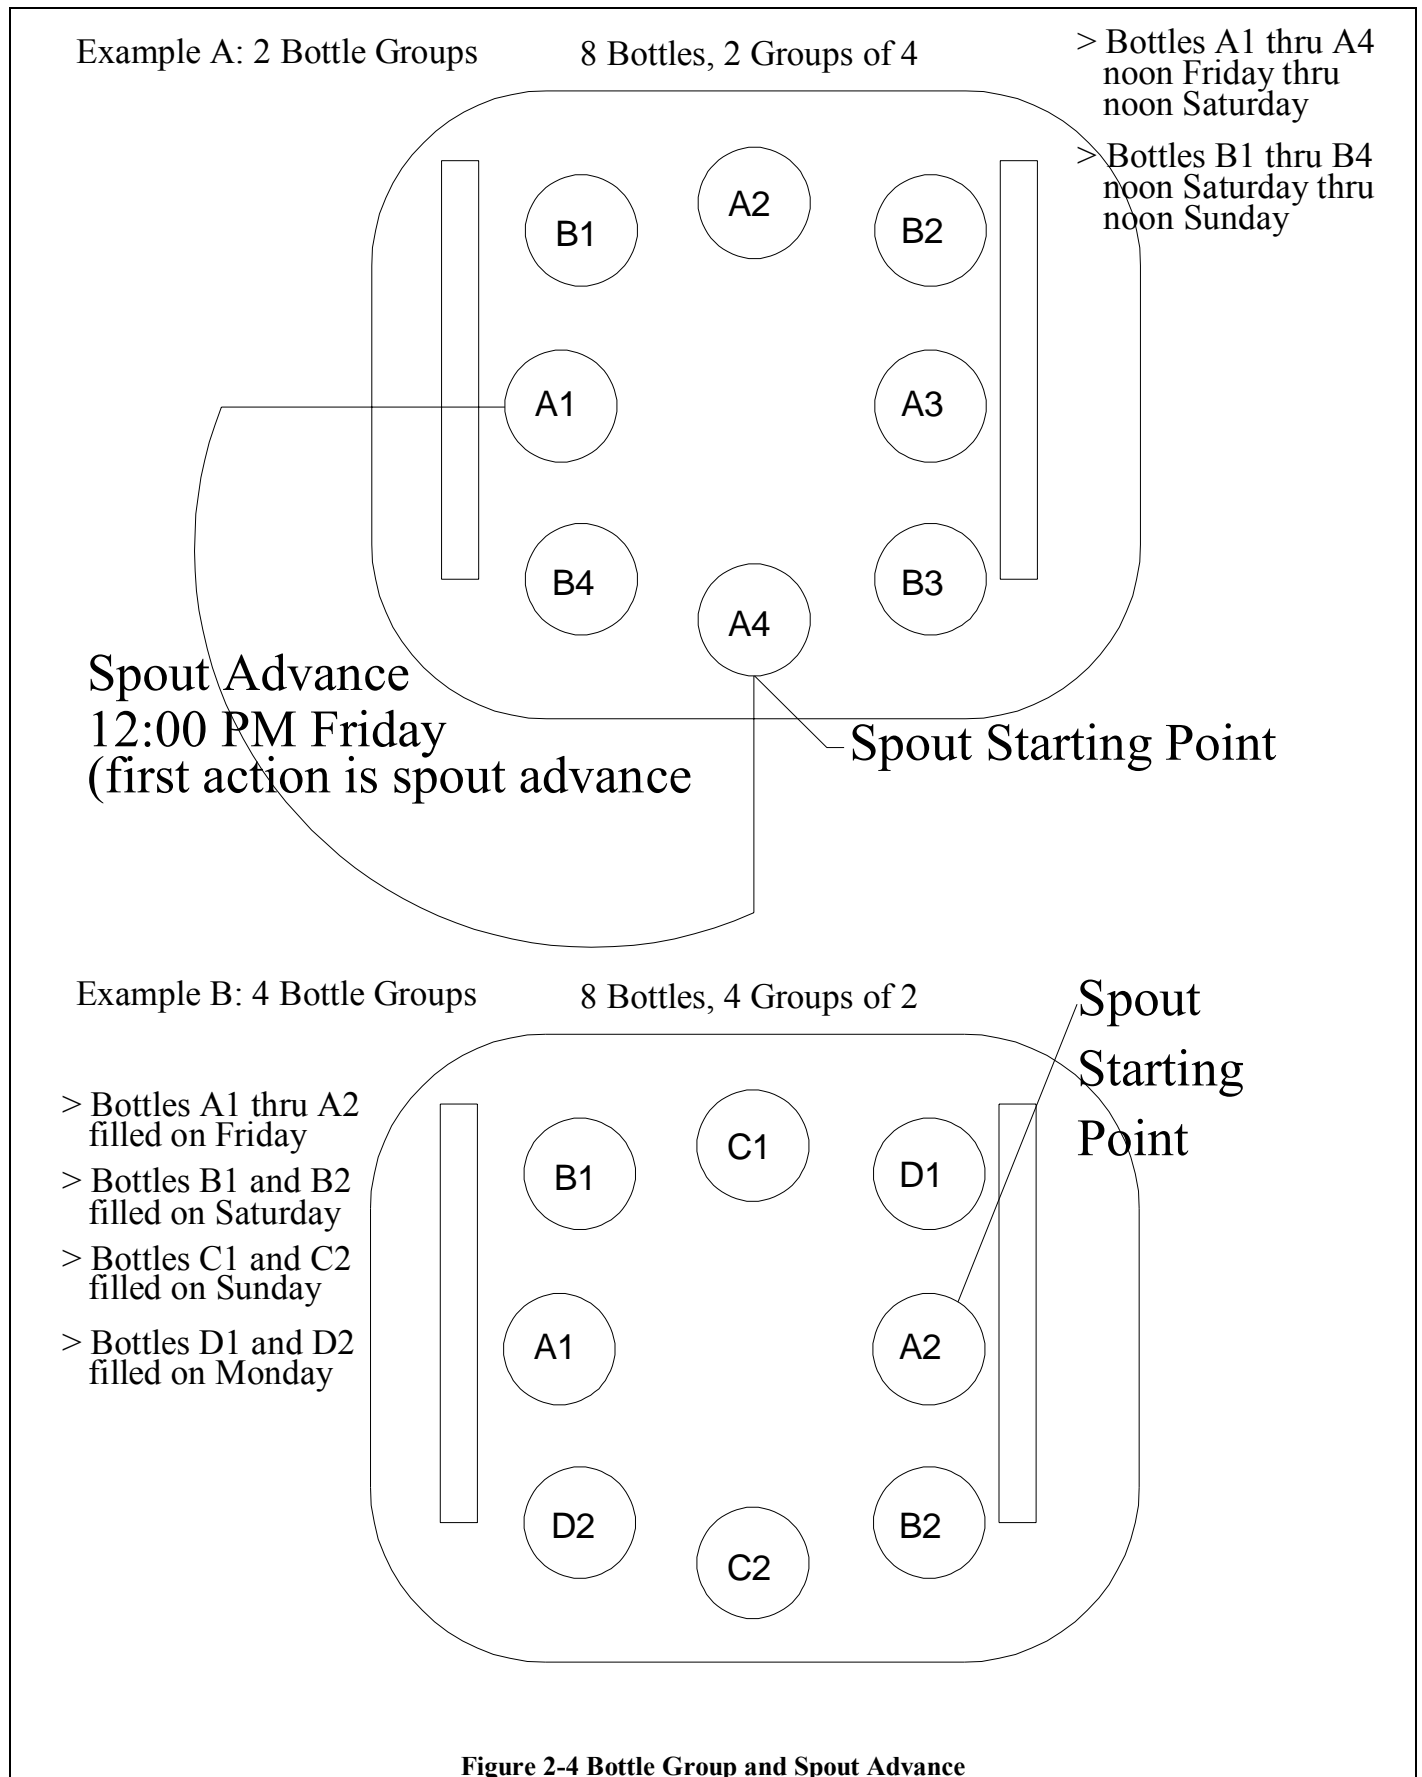 Example A: 2 Bottle Groups
8 Bottles, 2 Groups of 4
> Bottles A1 thru A4
noon Friday thru
noon Saturday
> Bottles B1 thru B4
noon Saturday thru
noon Sunday
A2
B1
B2
A1
A3
B4
B3
A4
Spout Advance
12:00 PM Friday
(first action is spout advance
Spout Starting Point
Example B: 4 Bottle Groups
8 Bottles, 4 Groups of 2
Spout
Starting
Point
> Bottles A1 thru A2
filled on Friday
> Bottles B1 and B2
filled on Saturday
> Bottles C1 and C2
filled on Sunday
> Bottles D1 and D2
filled on Monday
C1
B1
D1
A1
A2
D2
B2
C2
Figure 2-4 Bottle Group and Spout Advance